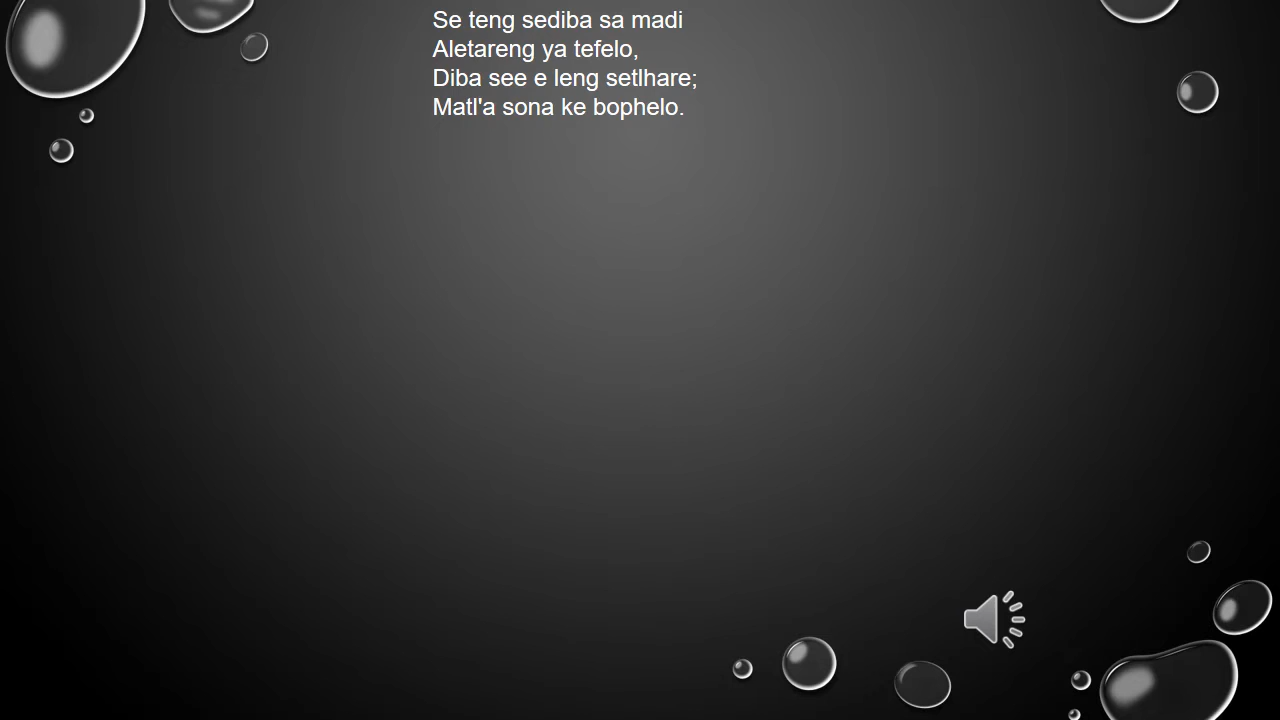 Se teng sediba sa madi
Aletareng ya tefelo,
Diba see e leng setlhare;
Matl'a sona ke bophelo.